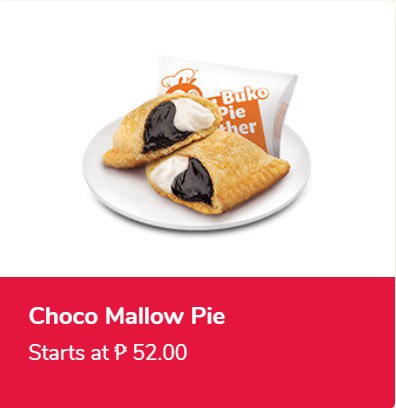 Buko
Pie
ther
Choco Mallow Pie
Starts at ₱ 52.00